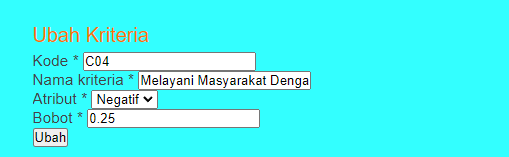 Ubah Kriteria
Kode * C04
Nama kriteria * Melayani Masyarakat Denga
Atribut * Negatif
Bobot * 0.25
Ubah